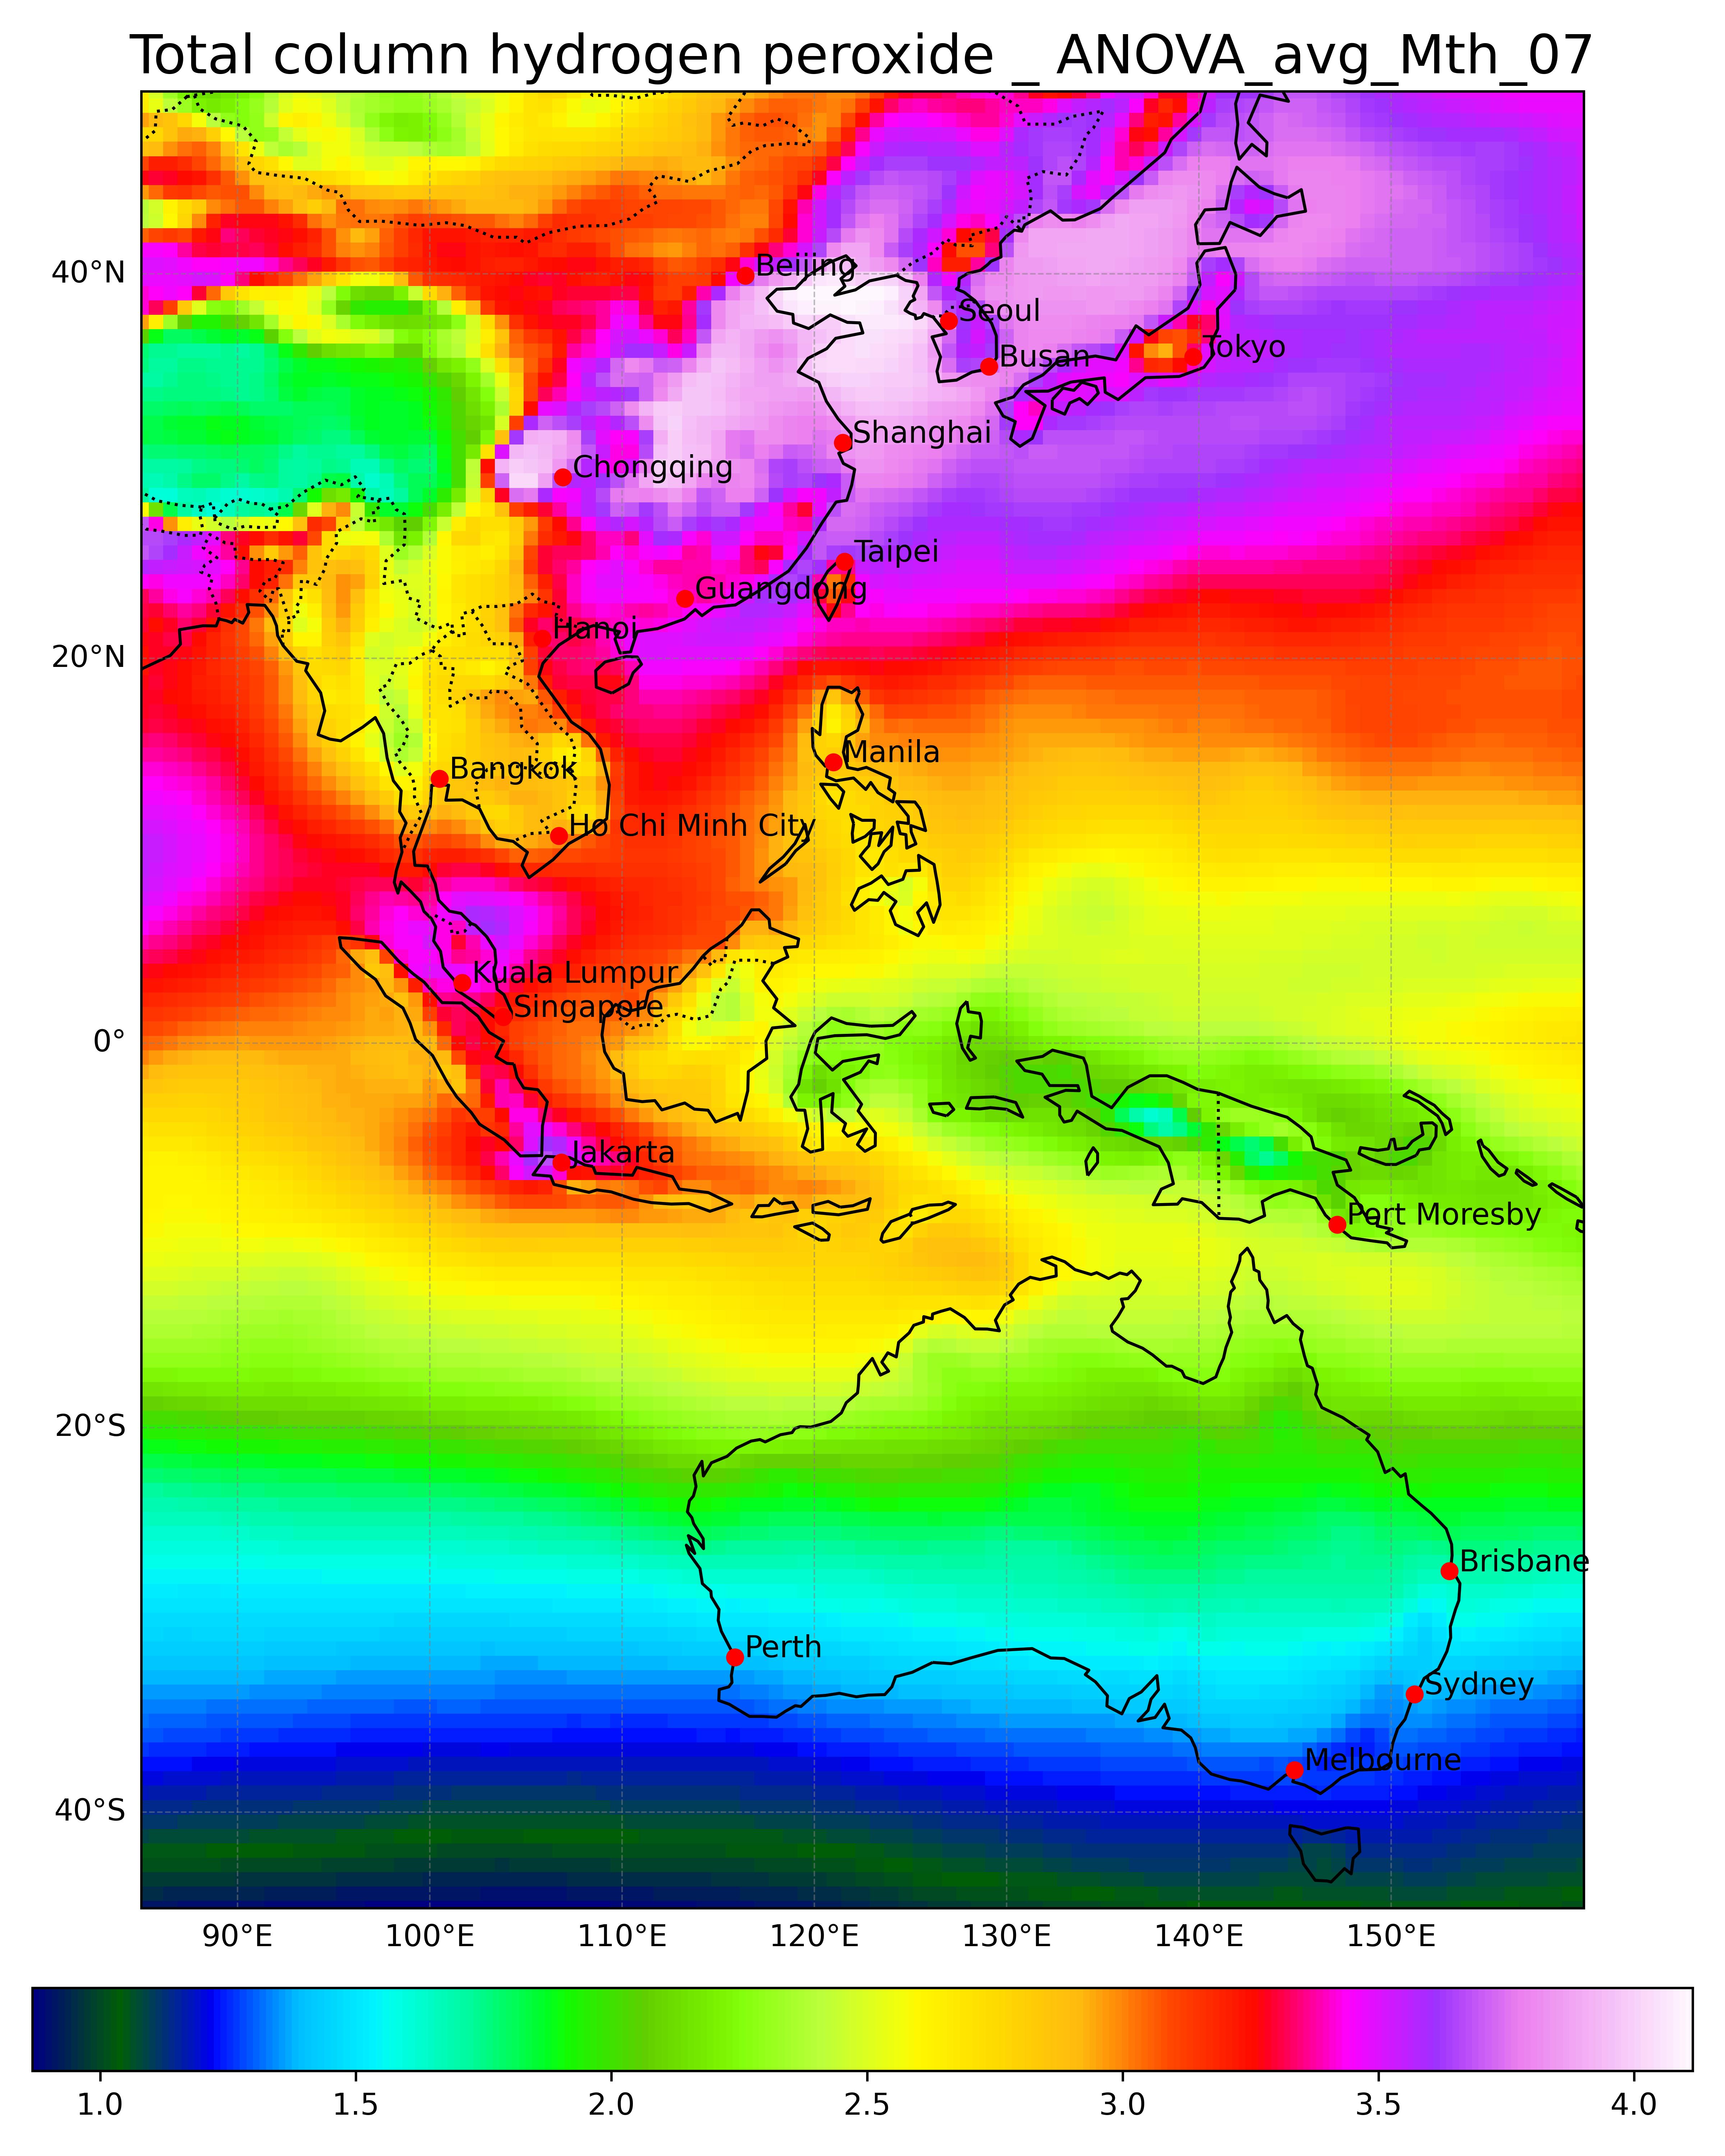 Total column hydrogen peroxide _ ANOVA_avg_Mth_07
40°N
20°N
0°
20°S
40°S
Beijing
Seoul
Busan
Tokyo
Shanghai
Chongqing
Taipei
Guangdong
Hanoi
Manila
Bangkok
Ho Chi Minh City
Kuala Lumpur
Singapore
Jakarta
Port Moresby
Brisbane
Perth
Sydney
Melbourne
90°E 100°E 110°E 120°E 130°E 140°E 150°E
1.0 1.5 2.0 2.5 3.0 3.5 4.0